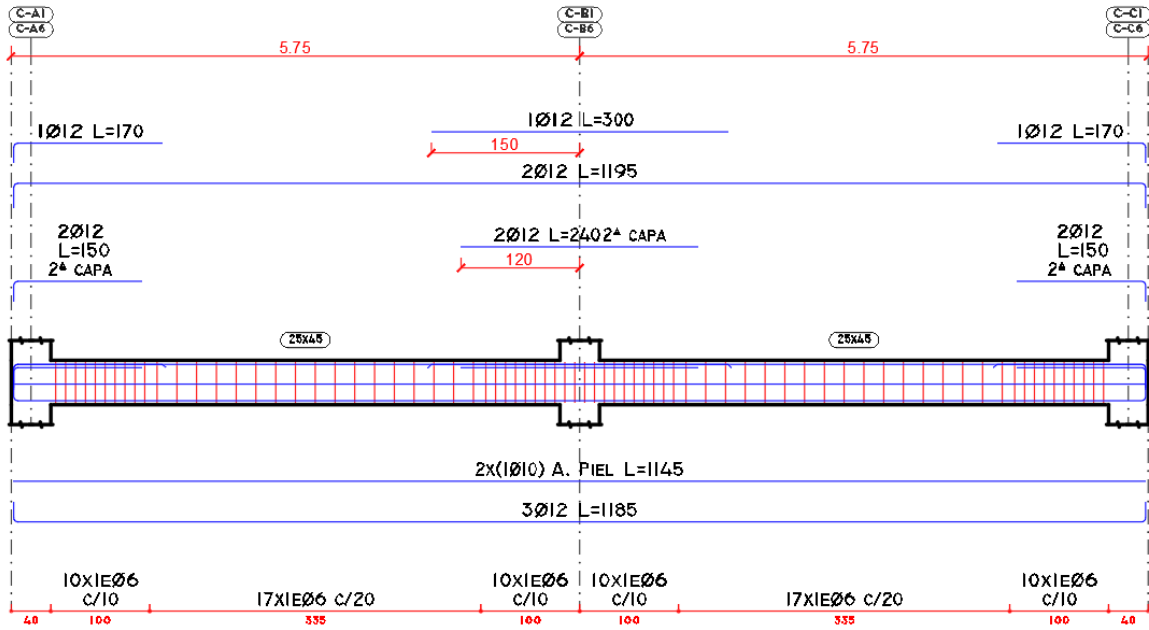 C-A1
C-A6
C-B1
C-B6
C-C1
C-C6
5.75
5.75
1Ø12 L=170
1Ø12 L=300
1Ø12 L=170
150
2Ø12 L=1195
2Ø12
L=150
2ª CAPA
2Ø12 L=2402ª CAPA
2Ø12
L=150
2ª CAPA
120
25x45
25x45
2x(1Ø10) A. PIEL L=1145
3Ø12 L=1185
10x1EØ6
C/10
17x1EØ6 C/20
10x1EØ6
C/10
10x1EØ6
C/10
17x1EØ6 C/20
10x1EØ6
C/10
40
100
335
100
100
335
100
40